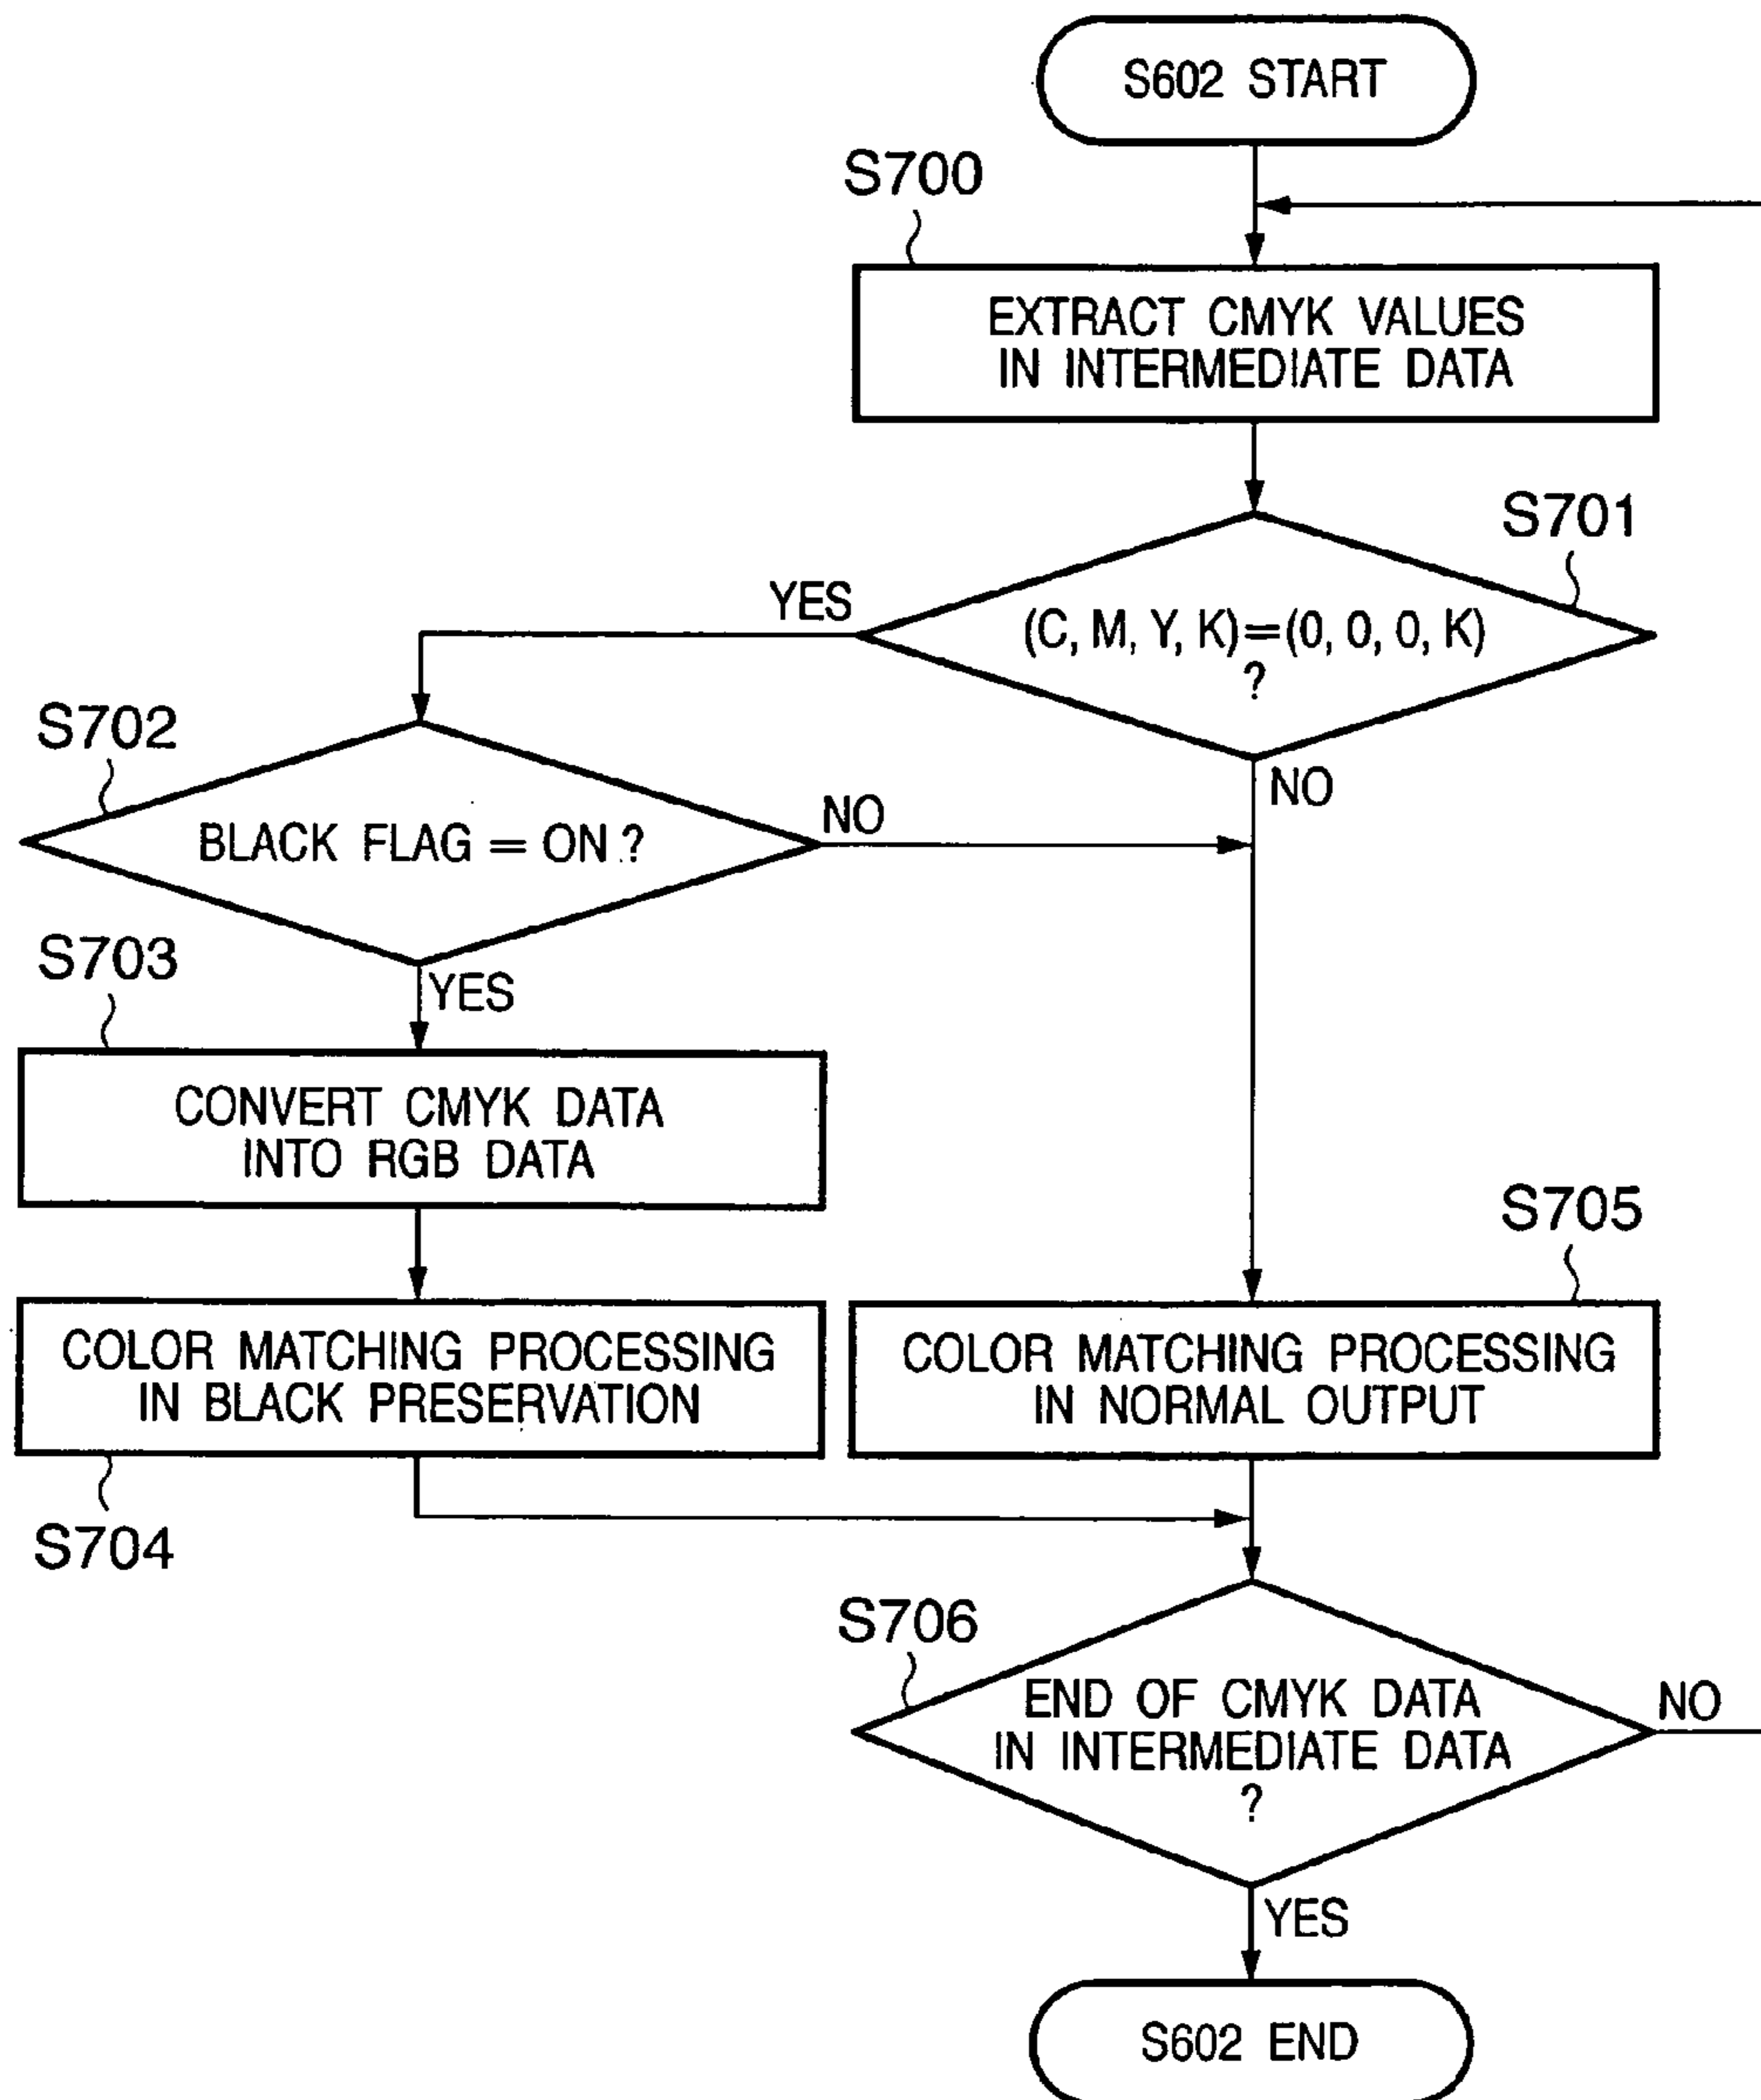 S602 START
S700
EXTRACT CMYK VALUES
IN INTERMEDIATE DATA
S701
YES
(C, M, Y, K)=(0, 0, 0, K)
?
NO
S702
BLACK FLAG = ON ?
NO
S703
YES
CONVERT CMYK DATA
INTO RGB DATA
S705
COLOR MATCHING PROCESSING
IN BLACK PRESERVATION
COLOR MATCHING PROCESSING
IN NORMAL OUTPUT
S704
S706
END OF CMYK DATA
IN INTERMEDIATE DATA
?
NO
YES
S602 END